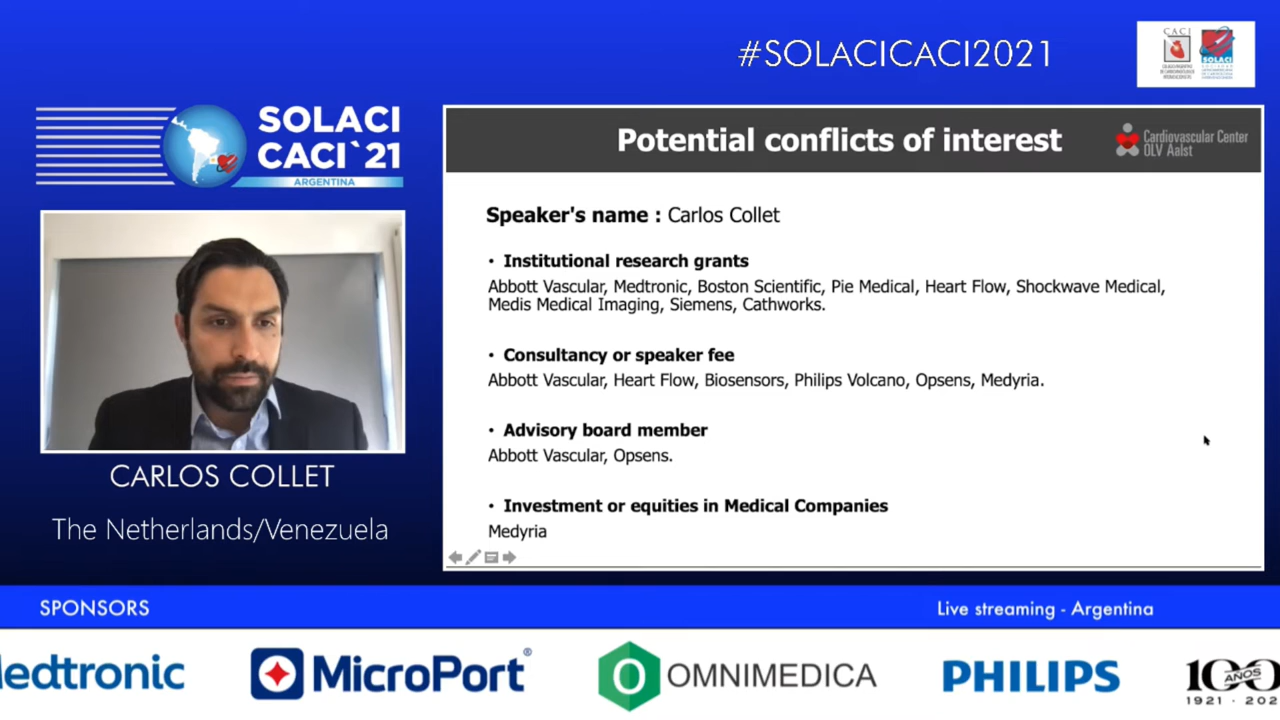 #SOLACICACI2021
CACI
SOLACI
SOLACI
CACI`21
ARGENTINA
CARLOS COLLET
The Netherlands/Venezuela
Potential conflicts of interest
Cardiovascular Center
OLV Aalst
Speaker's name : Carlos Collet
• Institutional research grants
Abbott Vascular, Medtronic, Boston Scientific, Pie Medical, Heart Flow, Shockwave Medical,
Medis Medical Imaging, Siemens, Cathworks.
• Consultancy or speaker fee
Abbott Vascular, Heart Flow, Biosensors, Philips Volcano, Opsens, Medyria.
• Advisory board member
Abbott Vascular, Opsens.
• Investment or equities in Medical Companies
Medyria
SPONSORS
Live streaming - Argentina
edtronic
MicroPort®
OMNIMEDICA
PHILIPS
100
AÑOS
1921 · 202